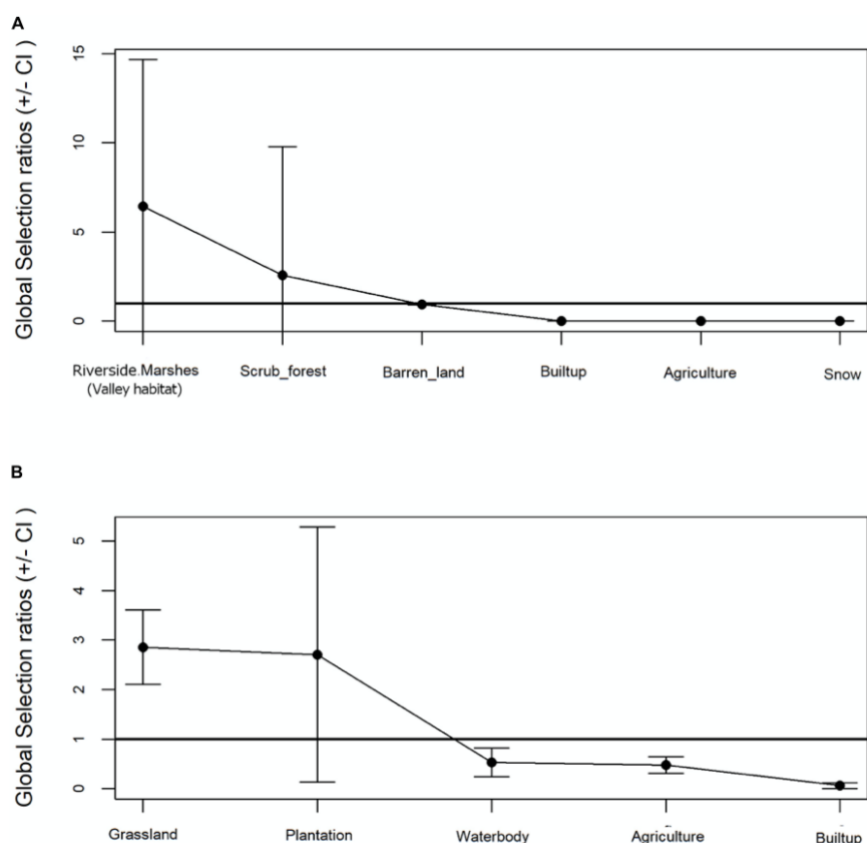 A
Global Selection ratios (+/- CI )
15
10
5
0
Riverside.Marshes
(Valley habitat)
Scrub_forest
Barren_land
Builtup
Agriculture
Snow
B
Global Selection ratios (+/- CI )
5
4
3
2
1
0
Grassland
Plantation
Waterbody
Agriculture
Builtup